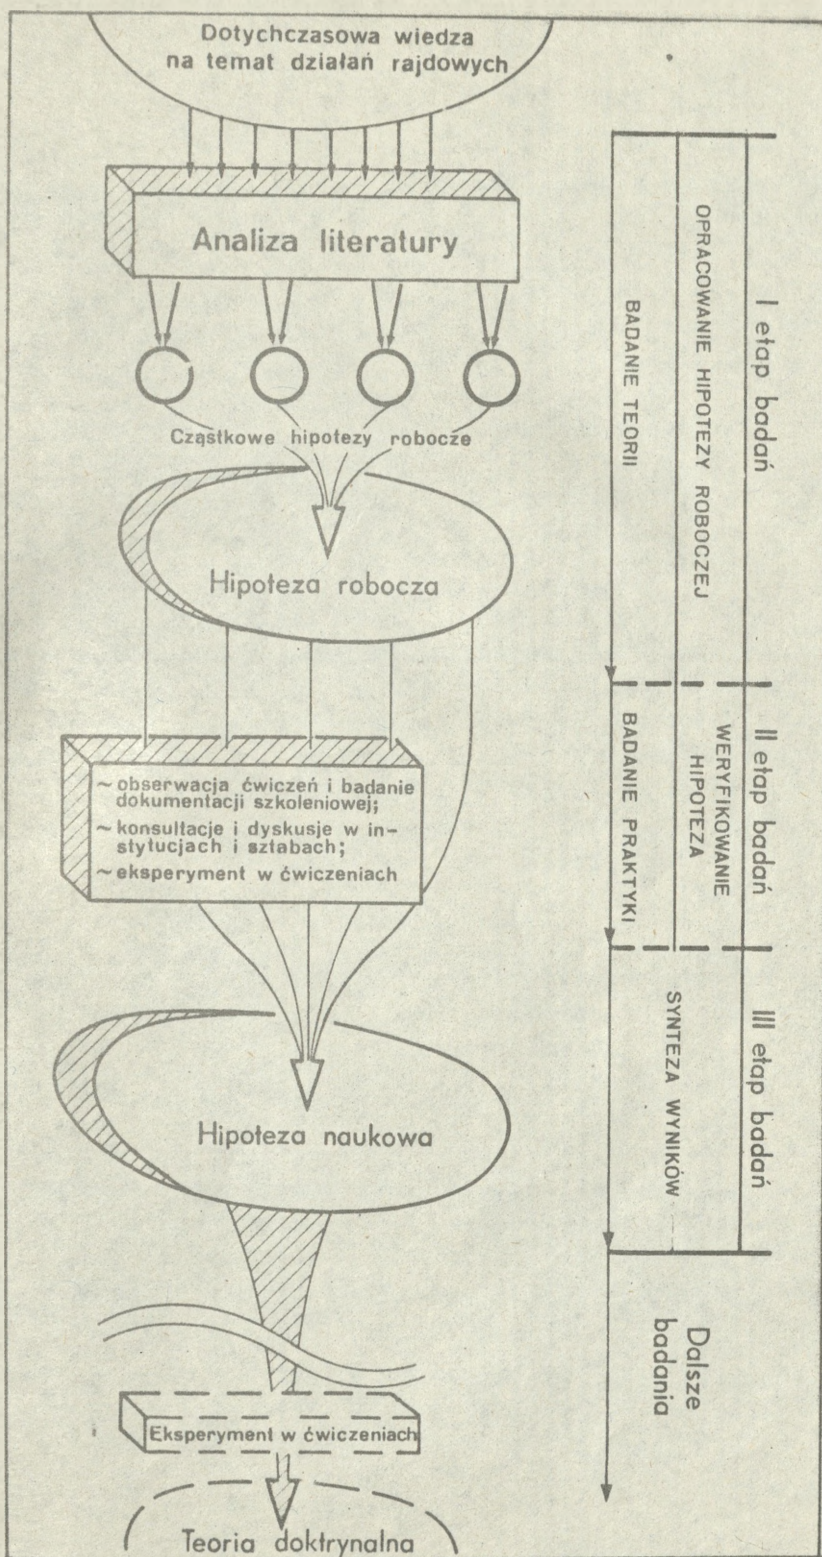 Dotychczasowa wiedza
na temat działań rajdowych
Analiza literatury
Cząstkowe hipotezy robocze
Hipoteza robocza
~ obserwacja ćwiczeń i badanie
dokumentacji szkoleniowej;
~ konsultacje i dyskusje w in-
stytucjach i sztabach;
~ eksperyment w ćwiczeniach
Hipoteza naukowa
Eksperyment w ćwiczeniach
Teoria doktrynalna
I etap badań
OPRACOWANIE HIPOTEZY ROBOCZEJ
BADANIE TEORII
II etap badań
WERYFIKOWANIE
HIPOTEZA
BADANIE PRAKTYKI
III etap badań
SYNTEZA WYNIKÓW
Dalsze
badania